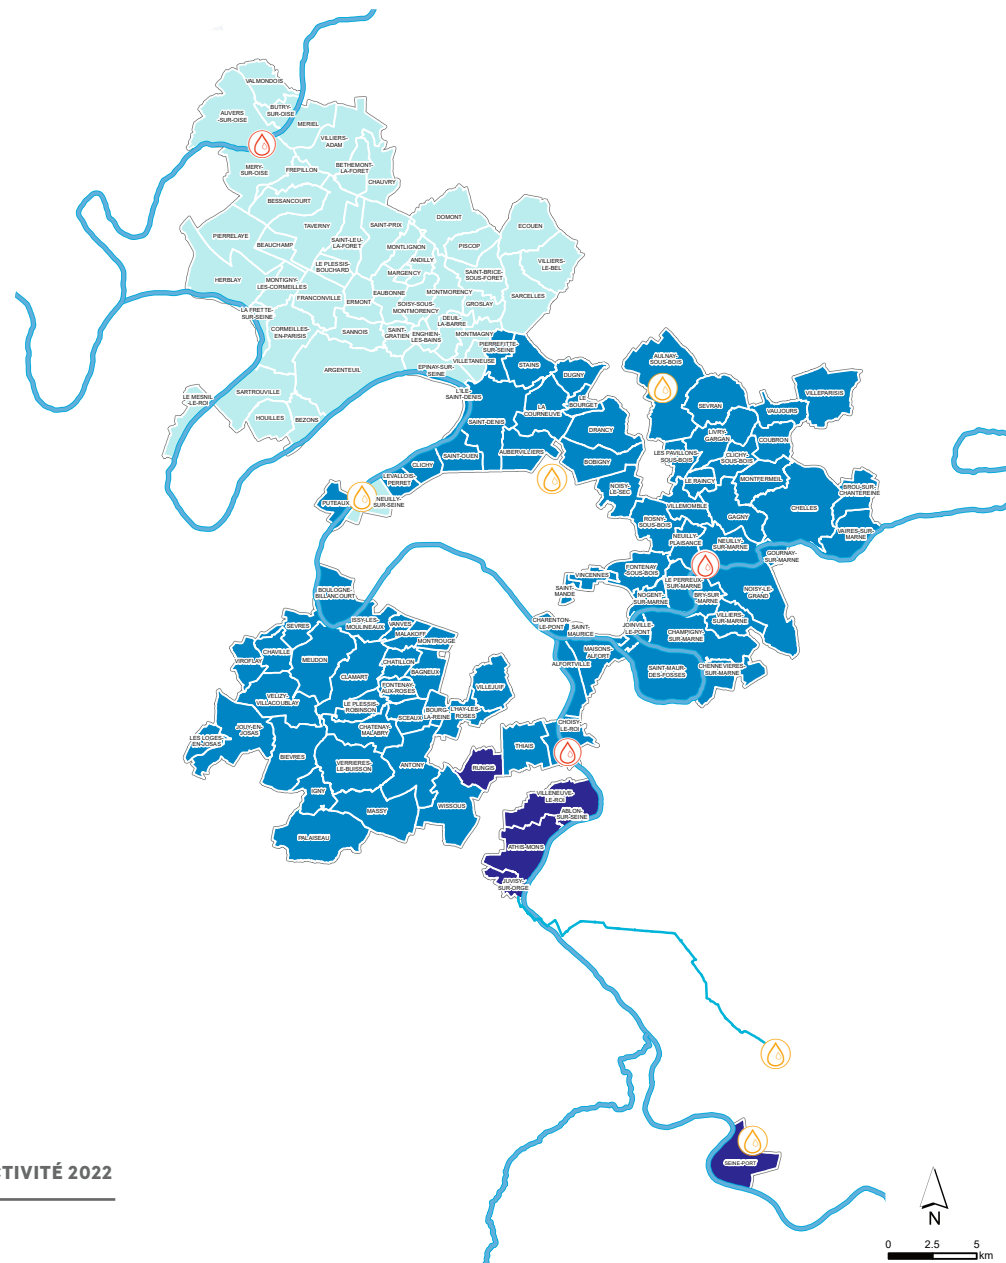 VALMONDOIS
BUTRY-
SUR-OISE
AUVERS
-SUR-OISE
MERIEL
VILLIERS-
ADAM
MERY-
SUR-OISE
FREPILLON
BETHEMONT-
LA-FORET
CHAUVRY
BESSANCOURT
DOMONT
TAVERNY
SAINT-PRIX
ECOUEN
PIERRELAYE
BEAUCHAMP
SAINT-LEU-
LA-FORET
MONTLIGNON
PISCOP
ANDILLY
LE PLESSIS-
BOUCHARD
MARGENCY
SAINT-BRICE-
SOUS-FORET
VILLIERS-
LE-BEL
HERBLAY
MONTIGNY-
LES-CORMEILLES
FRANCONVILLE
ERMONT
EAUBONNE
MONTMORENCY
SOISY-SOUS-
MONTMORENCY
GROSLAY
SARCELLES
LA FRETTE-
SUR-SEINE
DEUIL-
LA-BARRE
CORMEILLES-
EN-PARISIS
SANNOIS
SAINT-
GRATIEN
ENGHIEN-
LES-BAINS
MONTMAGNY
PIERREFITTE-
SUR-SEINE
VILLETANEUSE
ARGENTEUIL
EPINAY-SUR-
SEINE
STAINS
DUGNY
AULNAY-
SOUS-BOIS
LE MESNIL
-LE-ROI
SARTROUVILLE
L'ILE-
SAINT-DENIS
LE
-BOURGET
LA
COURNEUVE
SEVRAN
VILLEPARISIS
VAUJOURS
HOUILLES
BEZONS
SAINT-DENIS
DRANCY
LIVRY-
GARGAN
COUBRON
CLICHY
SAINT-OUEN
AUBERVILLIERS
BOBIGNY
LES PAVILLONS-
SOUS-BOIS
CLICHY-
SOUS-BOIS
LEVALLOIS-
PERRET
LE RAINCY
MONTFERMEIL
NOISY-
LE-SEC
BROU-SUR-
CHANTEREINE
PUTEAUX
NEUILLY-
SUR-SEINE
VILLEMOMBLE
CHELLES
ROSNY-
SOUS-BOIS
GAGNY
VAIRES-SUR-
MARNE
NEUILLY-
PLAISANCE
NEUILLY-
SUR-MARNE
GOURNAY-
SUR-MARNE
FONTENAY-
SOUS-BOIS
VINCENNES
SAINT-
MANDE
LE PERREUX-
SUR-MARNE
NOGENT-
SUR-MARNE
BRY-SUR
-MARNE
NOISY-LE-
GRAND
BOULOGNE-
BILLANCOURT
ISSY-LES-
MOULINEAUX
VANVES
MALAKOFF
MONTROUGE
SEVRES
CHARENTON-
LE-PONT
SAINT-
MAURICE
JOINVILLE-
LE-PONT
VILLIERS-
SUR-MARNE
CHAMPIGNY-
SUR-MARNE
CHAVILLE
VIROFLAY
MEUDON
CLAMART
CHATILLON
BAGNEUX
MAISONS-
ALFORT
ALFORTVILLE
SAINT-MAUR-
DES-FOSSES
CHENNEVIERES-
SUR-MARNE
FONTENAY-
AUX-ROSES
VILLEJUIF
VELIZY-
VILLACOUBLAY
LE PLESSIS-
ROBINSON
SCEAUX
BOURG-
LA-REINE
L'HAY-LES-
ROSES
JOUY-EN-
JOSAS
LES LOGES-
EN-JOSAS
CHATENAY-
MALABRY
CHOISY-
LE-ROI
THIAIS
BIEVRES
VERRIERES-
LE-BUISSON
ANTONY
RUNGIS
IGNY
MASSY
WISSOUS
VILLENEUVE-
LE-ROI
ABLON-
SUR-SEINE
PALAISEAU
ATHIS-MONS
JUVISY-
SUR-ORGE
SEINE-PORT
CTIVITÉ 2022
N
0 2.5 5
km